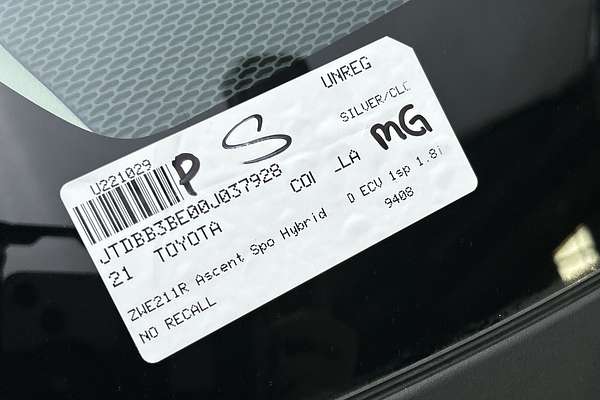 UNREG
U221029
P S
SILVER/CLO
JTDBB3BE00J037928
COI _LA MG
21 TOYOTA
ZWE211R Ascent Spo Hybrid D ECV 1sp 1.8i
NO RECALL
9408